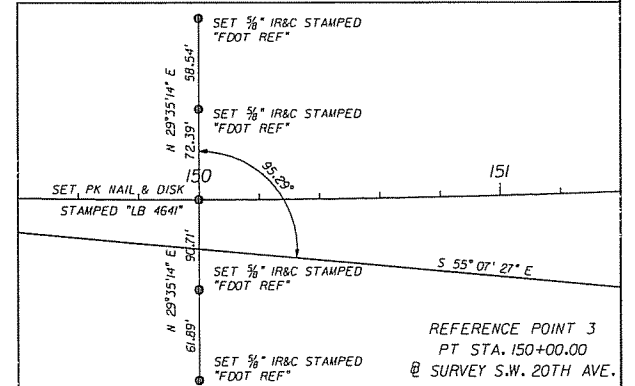 SET 5/8" IR&C STAMPED
"FDOT REF"
58.54'
N 29°35'14" E
SET 5/8" IR&C STAMPED
"FDOT REF"
72.39'
95.29°
150
151
SET PK NAIL & DISK
STAMPED "LB 4641"
90.71'
N 29°35'14" E
S 55°07'27" E
SET 5/8" IR&C STAMPED
"FDOT REF"
61.89'
SET 5/8" IR&C STAMPED
"FDOT REF"
REFERENCE POINT 3
PT STA. 150+00.00
SURVEY S.W. 20TH AVE.